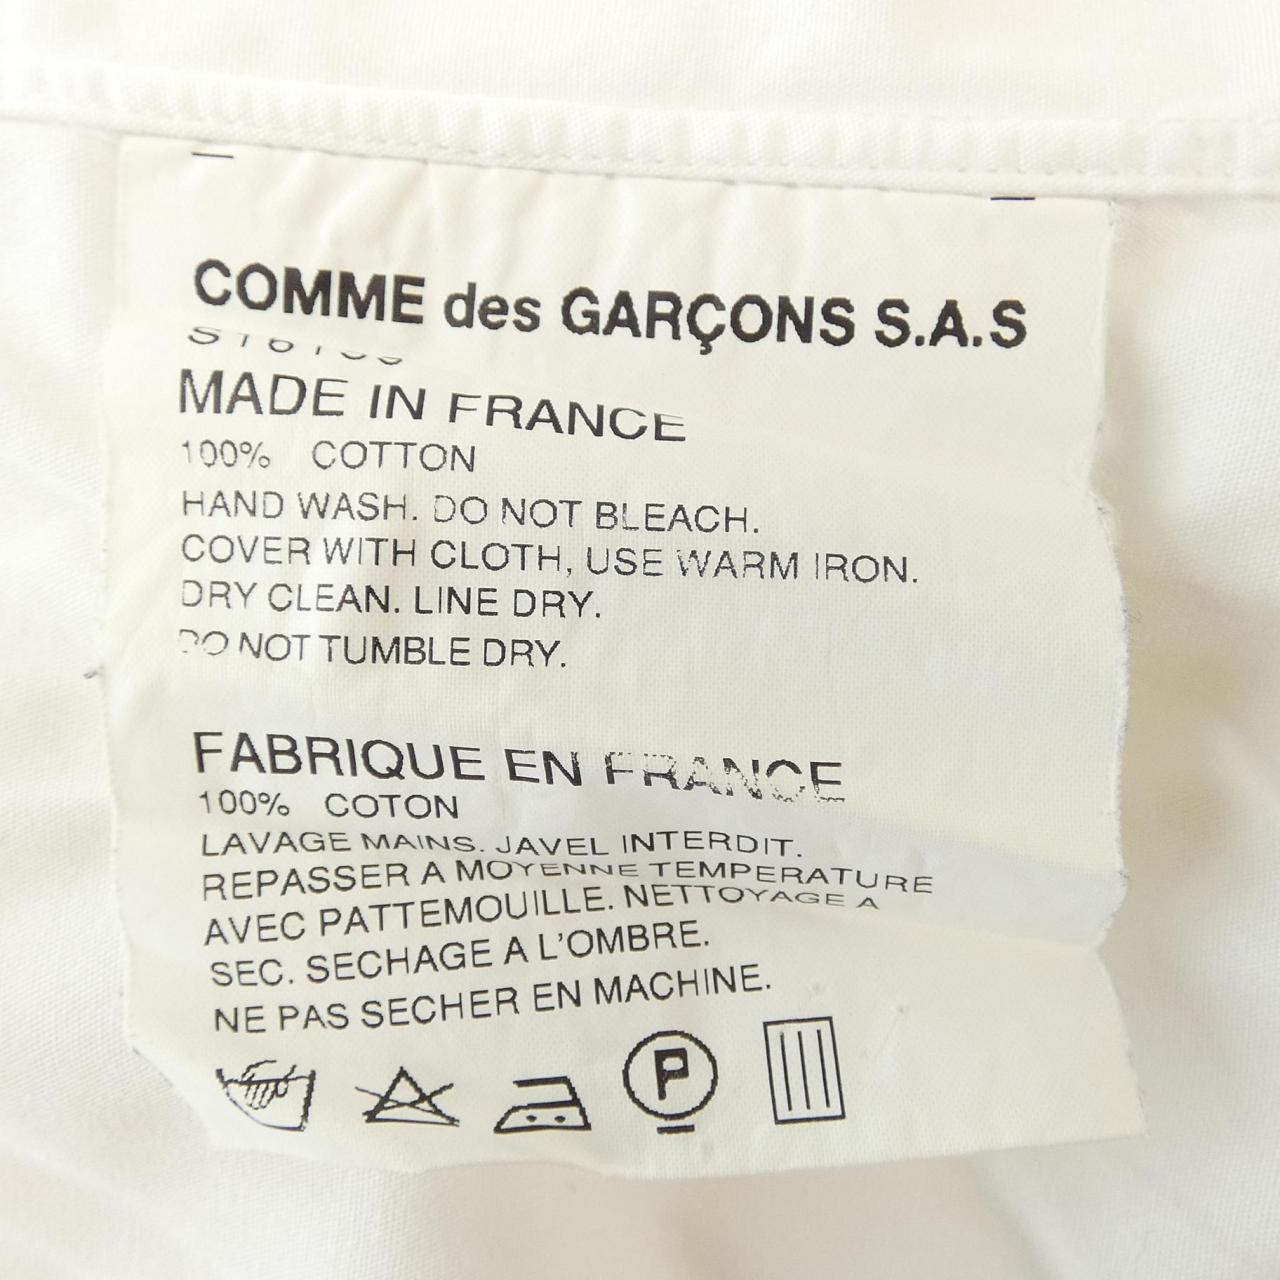 COMME des GARÇONS S.A.S
MADE IN FRANCE
100% COTTON
HAND WASH. DO NOT BLEACH.
COVER WITH CLOTH, USE WARM IRON.
DRY CLEAN. LINE DRY.
DO NOT TUMBLE DRY.
FABRIQUE EN FRANCE
100% COTON
LAVAGE MAINS. JAVEL INTERDIT.
REPASSER A MOYENNE TEMPERATURE
AVEC PATTEMOUILLE. NETTOYAGE A
SEC. SECHAGE A L'OMBRE.
NE PAS SECHER EN MACHINE.
P